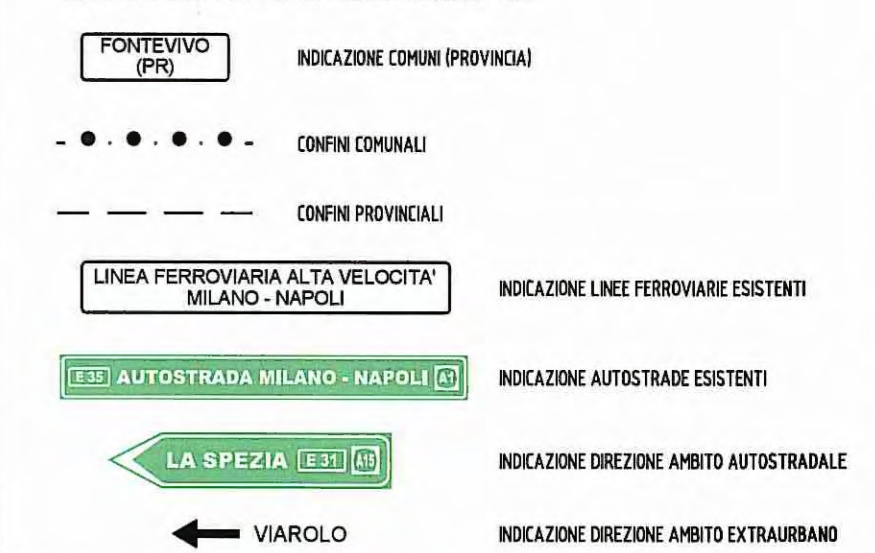 FONTEVIVO
(PR)
INDICAZIONE COMUNI (PROVINCIA)
CONFINI COMUNALI
CONFINI PROVINCIALI
LINEA FERROVIARIA ALTA VELOCITA'
MILANO - NAPOLI
INDICAZIONE LINEE FERROVIARIE ESISTENTI
E 35 AUTOSTRADA MILANO - NAPOLI A1
INDICAZIONE AUTOSTRADE ESISTENTI
LA SPEZIA E 31 A15
INDICAZIONE DIREZIONE AMBITO AUTOSTRADALE
VIAROLO
INDICAZIONE DIREZIONE AMBITO EXTRAURBANO